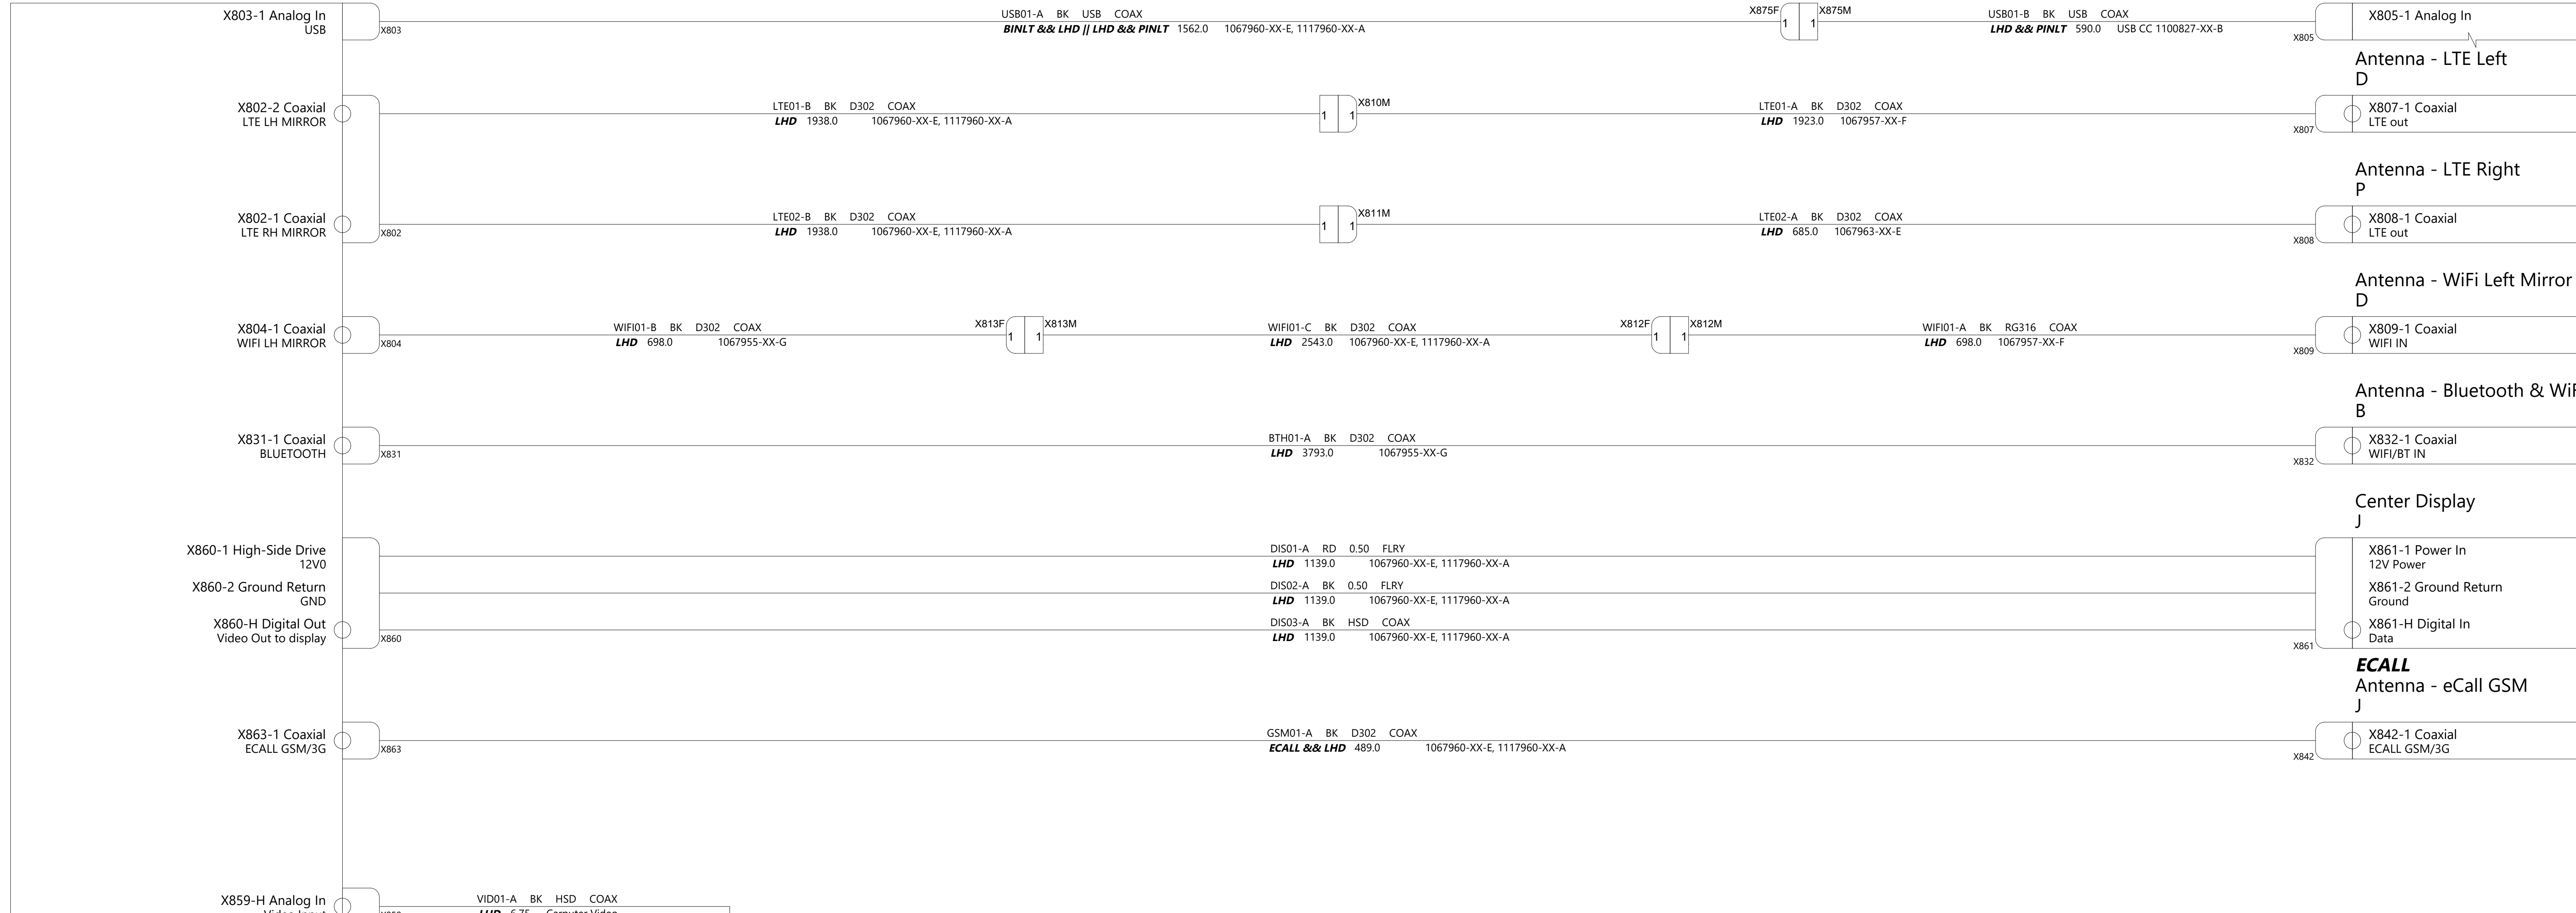 X803-1 Analog In
USB
X803
USB01-A BK USB COAX
BINLT && LHD || LHD && PINLT 1562.0 1067960-XX-E, 1117960-XX-A
X875F
1
1
X875M
USB01-B BK USB COAX
LHD && PINLT 590.0 USB CC 1100827-XX-B
X805
X805-1 Analog In
Antenna - LTE Left
D
X802-2 Coaxial
LTE LH MIRROR
LTE01-B BK D302 COAX
LHD 1938.0 1067960-XX-E, 1117960-XX-A
1
1
X810M
LTE01-A BK D302 COAX
LHD 1923.0 1067957-XX-F
X807
X807-1 Coaxial
LTE out
Antenna - LTE Right
P
X802-1 Coaxial
LTE RH MIRROR
X802
LTE02-B BK D302 COAX
LHD 1938.0 1067960-XX-E, 1117960-XX-A
1
1
X811M
LTE02-A BK D302 COAX
LHD 685.0 1067963-XX-E
X808
X808-1 Coaxial
LTE out
Antenna - WiFi Left Mirror
D
X804-1 Coaxial
WIFI LH MIRROR
X804
WIFI01-B BK D302 COAX
LHD 698.0 1067955-XX-G
X813F
1
1
X813M
WIFI01-C BK D302 COAX
LHD 2543.0 1067960-XX-E, 1117960-XX-A
X812F
1
1
X812M
WIFI01-A BK RG316 COAX
LHD 698.0 1067957-XX-F
X809
X809-1 Coaxial
WIFI IN
Antenna - Bluetooth &
B
X831-1 Coaxial
BLUETOOTH
X831
BTH01-A BK D302 COAX
LHD 3793.0 1067955-XX-G
X832
X832-1 Coaxial
WIFI/BT IN
Center Display
J
X860-1 High-Side Drive
12V0
DIS01-A RD 0.50 FLRY
LHD 1139.0 1067960-XX-E, 1117960-XX-A
X861-1 Power In
12V Power
X860-2 Ground Return
GND
DIS02-A BK 0.50 FLRY
LHD 1139.0 1067960-XX-E, 1117960-XX-A
X861-2 Ground Return
Ground
X860-H Digital Out
Video Out to display
X860
DIS03-A BK HSD COAX
LHD 1139.0 1067960-XX-E, 1117960-XX-A
X861
X861-H Digital In
Data
ECALL
Antenna - eCall GSM
J
X863-1 Coaxial
ECALL GSM/3G
X863
GSM01-A BK D302 COAX
ECALL && LHD 489.0 1067960-XX-E, 1117960-XX-A
X842
X842-1 Coaxial
ECALL GSM/3G
X859-H Analog In
Video Input
VID01-A BK HSD COAX
LHD 6.75 Carputer Video